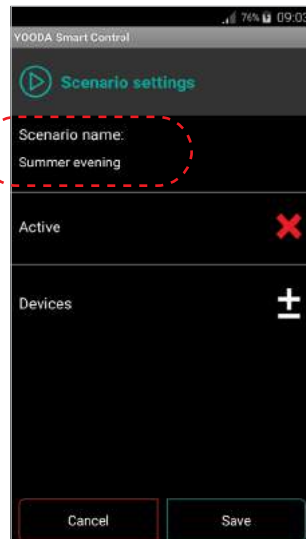 76% 09:03
YOODA Smart Control
Scenario settings
Scenario name:
Summer evening
Active
Devices
Cancel
Save